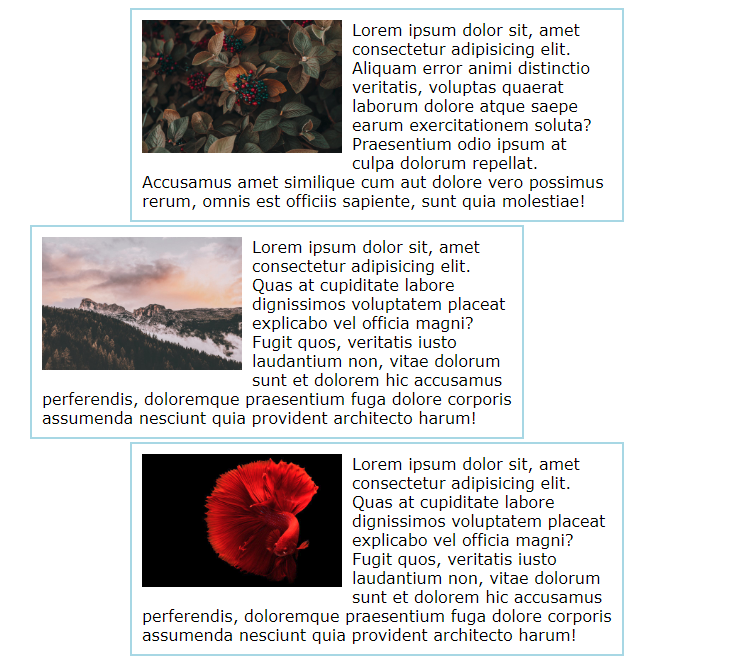 Lorem ipsum dolor sit, amet
consectetur adipisicing elit.
Aliquam error animi distinctio
veritatis, voluptas quaerat
laborum dolore atque saepe
earum exercitationem soluta?
Praesentium odio ipsum at
culpa dolorum repellat.
Accusamus amet similique cum aut dolore vero possimus
rerum, omnis est officiis sapiente, sunt quia molestiae!
Lorem ipsum dolor sit, amet
consectetur adipisicing elit.
Quas at cupiditate labore
dignissimos voluptatem placeat
explicabo vel officia magni?
Fugit quos, veritatis iusto
laudantium non, vitae dolorum
sunt et dolorem hic accusamus
perferendis, doloremque praesentium fuga dolore corporis
assumenda nesciunt quia provident architecto harum!
Lorem ipsum dolor sit, amet
consectetur adipisicing elit.
Quas at cupiditate labore
dignissimos voluptatem placeat
explicabo vel officia magni?
Fugit quos, veritatis iusto
laudantium non, vitae dolorum
sunt et dolorem hic accusamus
perferendis, doloremque praesentium fuga dolore corporis
assumenda nesciunt quia provident architecto harum!